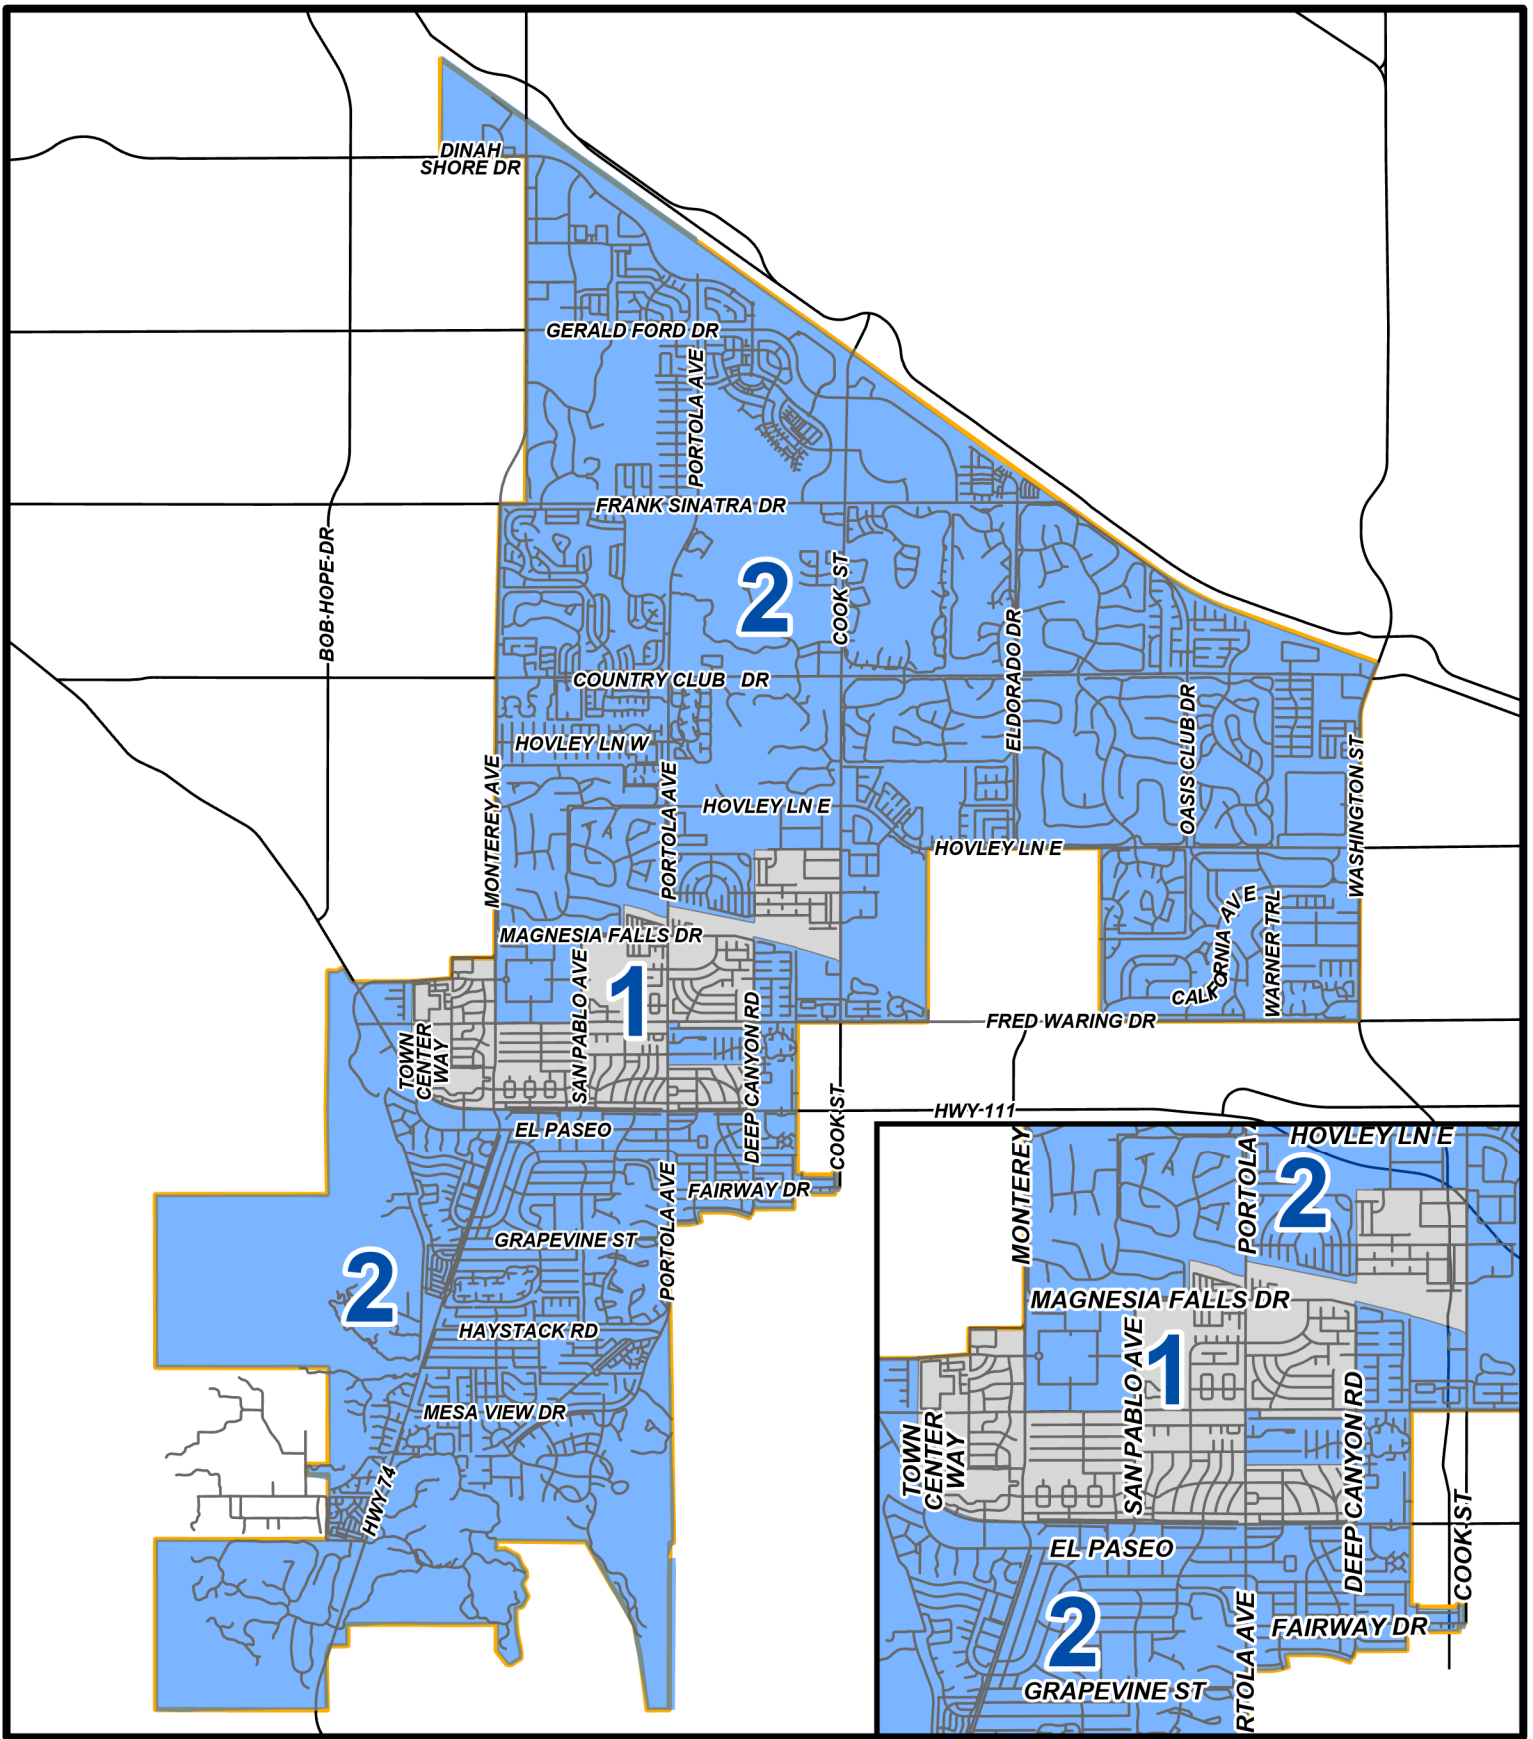 DINAH
SHORE DR
GERALD FORD DR
PORTOLA AVE
FRANK SINATRA DR
BOB HOPE DR
2
COOK ST
ELDORADO DR
COUNTRY CLUB DR
OASIS CLUB DR
HOVLEY LN W
WASHINGTON ST
MONTEREY AVE
PORTOLA AVE
HOVLEY LN E
HOVLEY LN E
CALIFORNIA AVE
WARNER TRL
MAGNESIA FALLS DR
SAN PABLO AVE
1
DEEP CANYON RD
FRED WARING DR
TOWN
CENTER
WAY
COOK ST
HWY 111
EL PASEO
PORTOLA AVE
FAIRWAY DR
GRAPEVINE ST
2
HAYSTACK RD
MESA VIEW DR
HWY 74
MONTEREY
PORTOLA A
HOVLEY LN E
2
MAGNESIA FALLS DR
SAN PABLO AVE
1
DEEP CANYON RD
TOWN
CENTER
WAY
COOK ST
EL PASEO
2
RTOLA AVE
FAIRWAY DR
GRAPEVINE ST